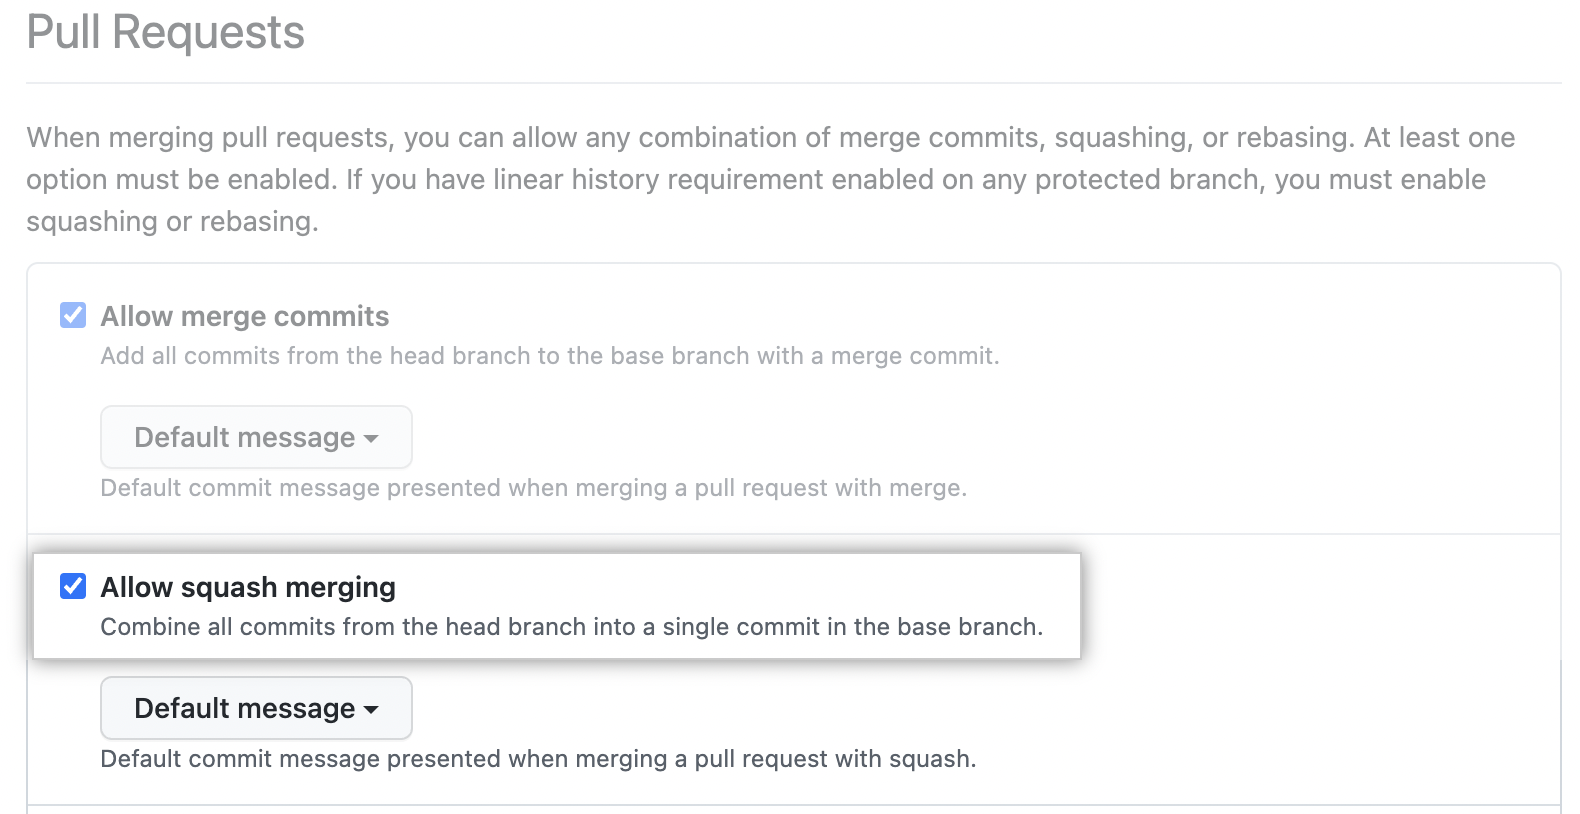 Pull Requests
When merging pull requests, you can allow any combination of merge commits, squashing, or rebasing. At least one
option must be enabled. If you have linear history requirement enabled on any protected branch, you must enable
squashing or rebasing.
Allow merge commits
Add all commits from the head branch to the base branch with a merge commit.
Default message
Default commit message presented when merging a pull request with merge.
Allow squash merging
Combine all commits from the head branch into a single commit in the base branch.
Default message
Default commit message presented when merging a pull request with squash.